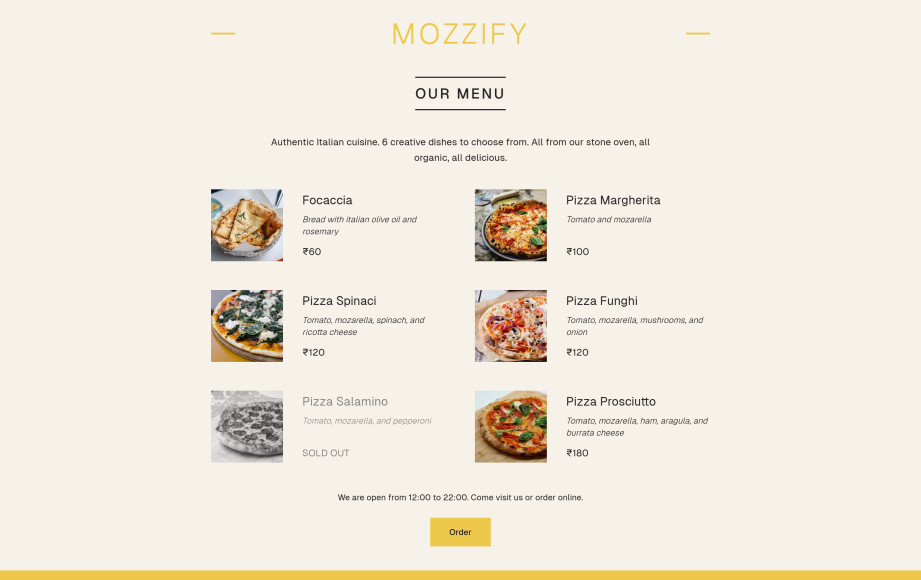 MOZZIFY
OUR MENU
Authentic Italian cuisine. 6 creative dishes to choose from. All from our stone oven, all
organic, all delicious.
Focaccia
Bread with italian olive oil and
rosemary
₹60
Pizza Margherita
Tomato and mozarella
₹100
Pizza Spinaci
Tomato, mozarella, spinach, and
ricotta cheese
₹120
Pizza Funghi
Tomato, mozarella, mushrooms, and
onion
₹120
Pizza Salamino
Tomato, mozarella, and pepperoni
SOLD OUT
Pizza Prosciutto
Tomato, mozarella, ham, aragula, and
burrata cheese
₹180
We are open from 12:00 to 22:00. Come visit us or order online.
Order